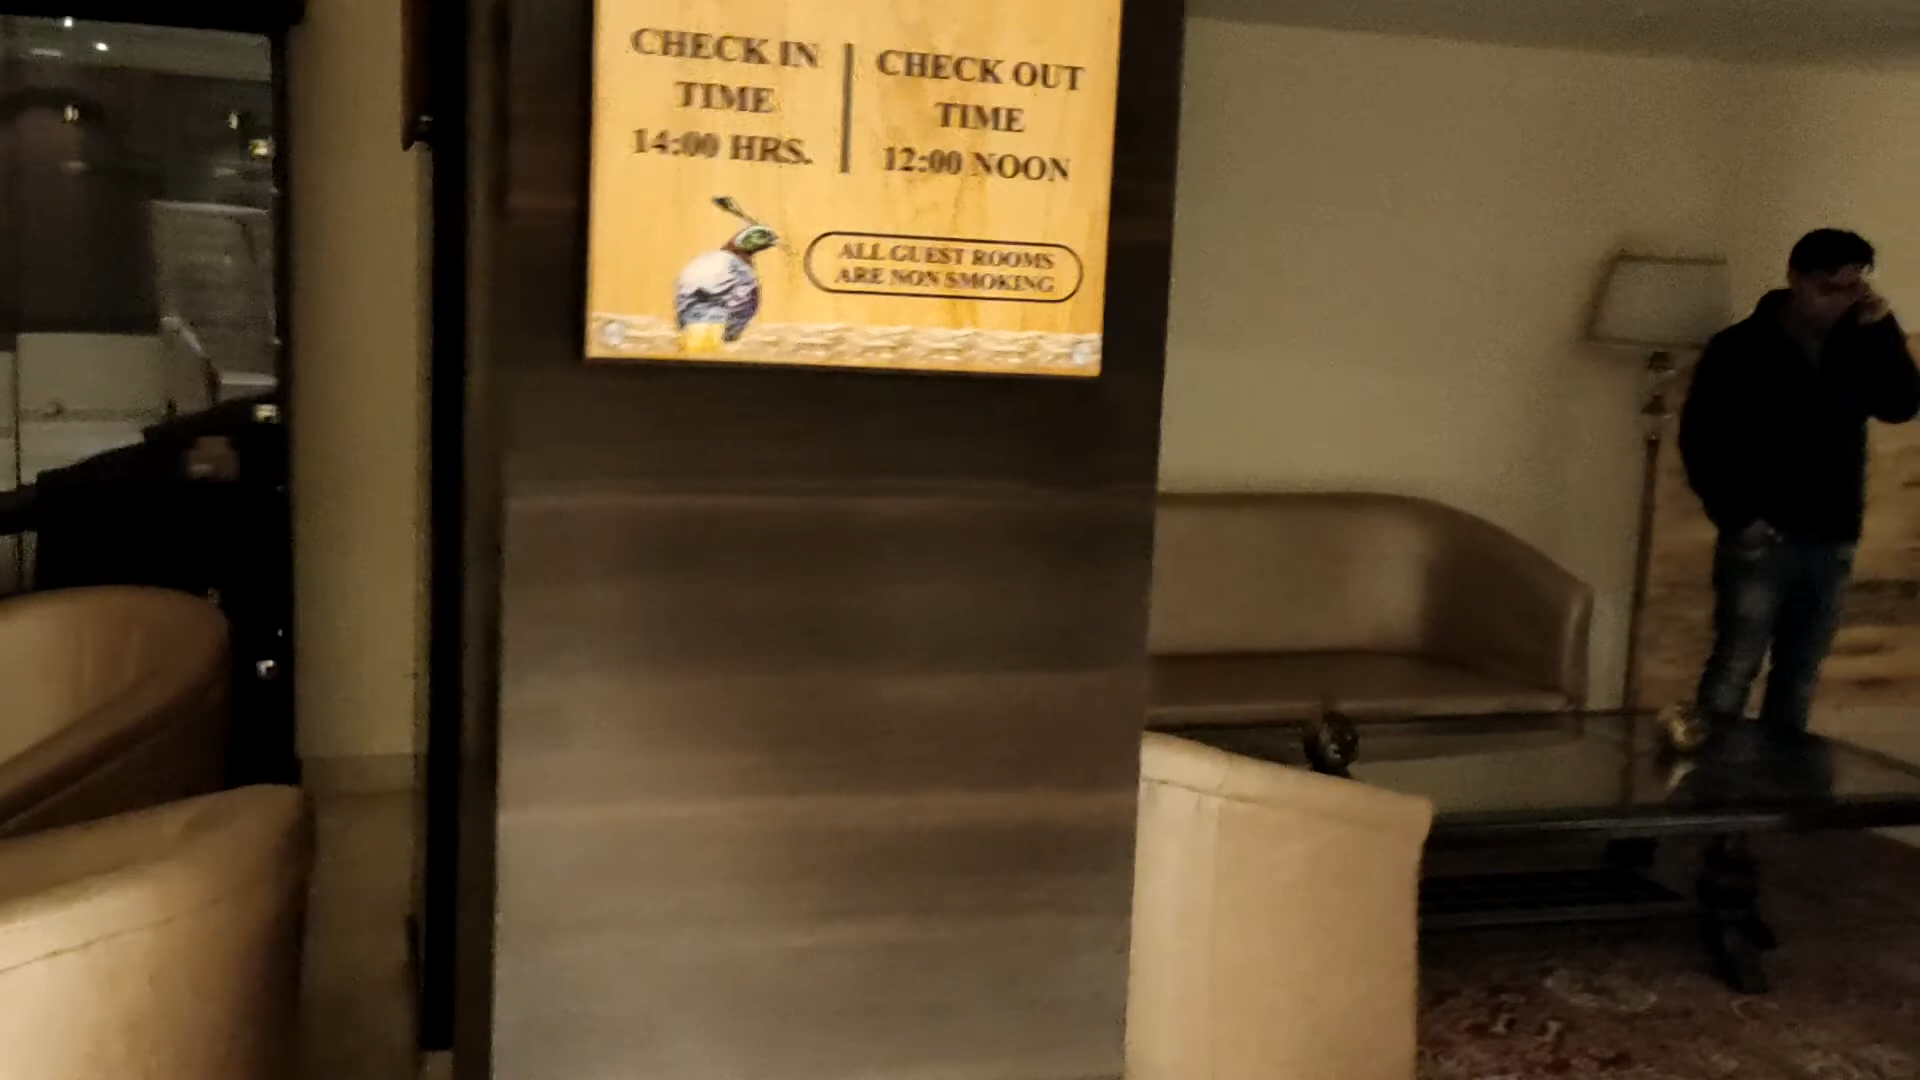 CHECK IN
TIME
14:00 HRS.
CHECK OUT
TIME
12:00 NOON
ALL GUEST ROOMS
ARE NON SMOKING